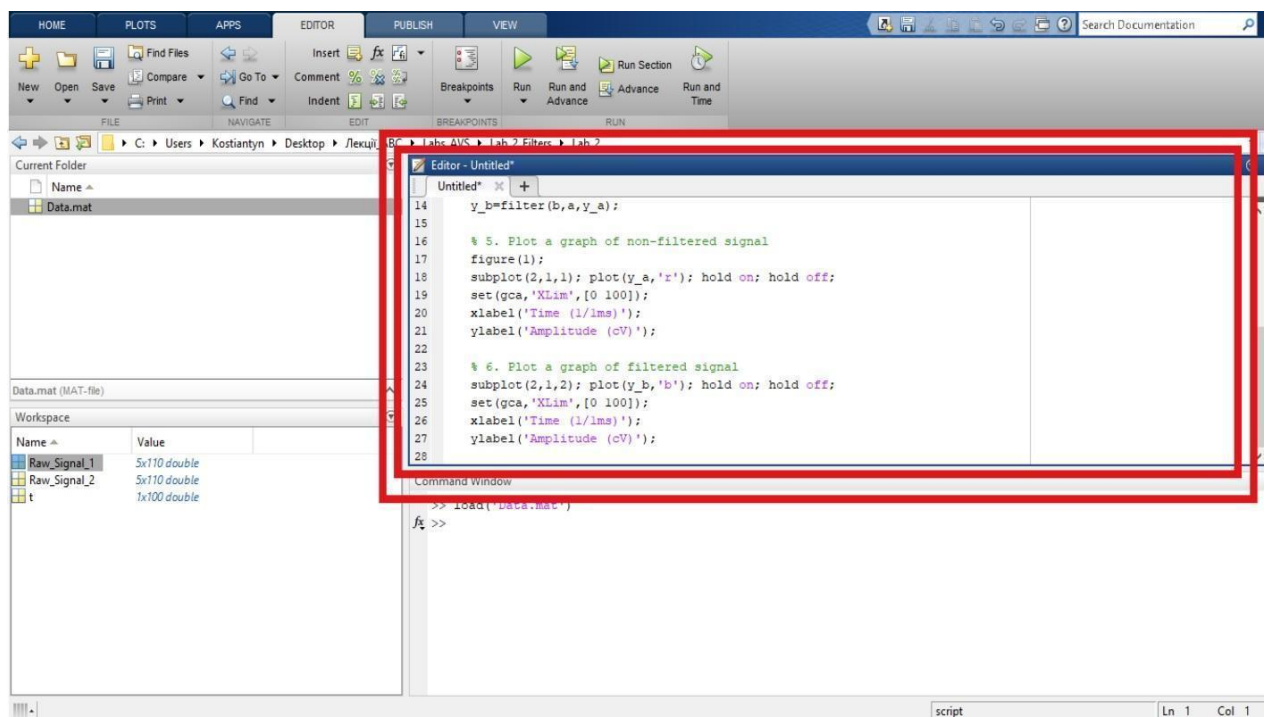 HOME PLOTS APPS EDITOR PUBLISH VIEW Search Documentation
New Open Save Find Files Compare Print Go To Find Insert fx Comment Indent Breakpoints Run Run and Advance Run Section Advance Run and Time
FILE NAVIGATE EDIT BREAKPOINTS RUN
C: Users Kostiantyn Desktop Лекції_АВС Labs_AVS Lab 2 Filters Lab 2
Current Folder
Name
Data.mat
Data.mat (MAT-file)
Workspace
Name Value
Raw_Signal_1 5x110 double
Raw_Signal_2 5x110 double
t 1x100 double
Editor - Untitled*
Untitled* × +
14 y_b=filter(b,a,y_a);
15
16 % 5. Plot a graph of non-filtered signal
17 figure(1);
18 subplot(2,1,1); plot(y_a,'r'); hold on; hold off;
19 set(gca,'XLim',[0 100]);
20 xlabel('Time (1/1ms)');
21 ylabel('Amplitude (cV)');
22
23 % 6. Plot a graph of filtered signal
24 subplot(2,1,2); plot(y_b,'b'); hold on; hold off;
25 set(gca,'XLim',[0 100]);
26 xlabel('Time (1/1ms)');
27 ylabel('Amplitude (cV)');
28
Command Window
>> load('Data.mat')
fx >>
script Ln 1 Col 1